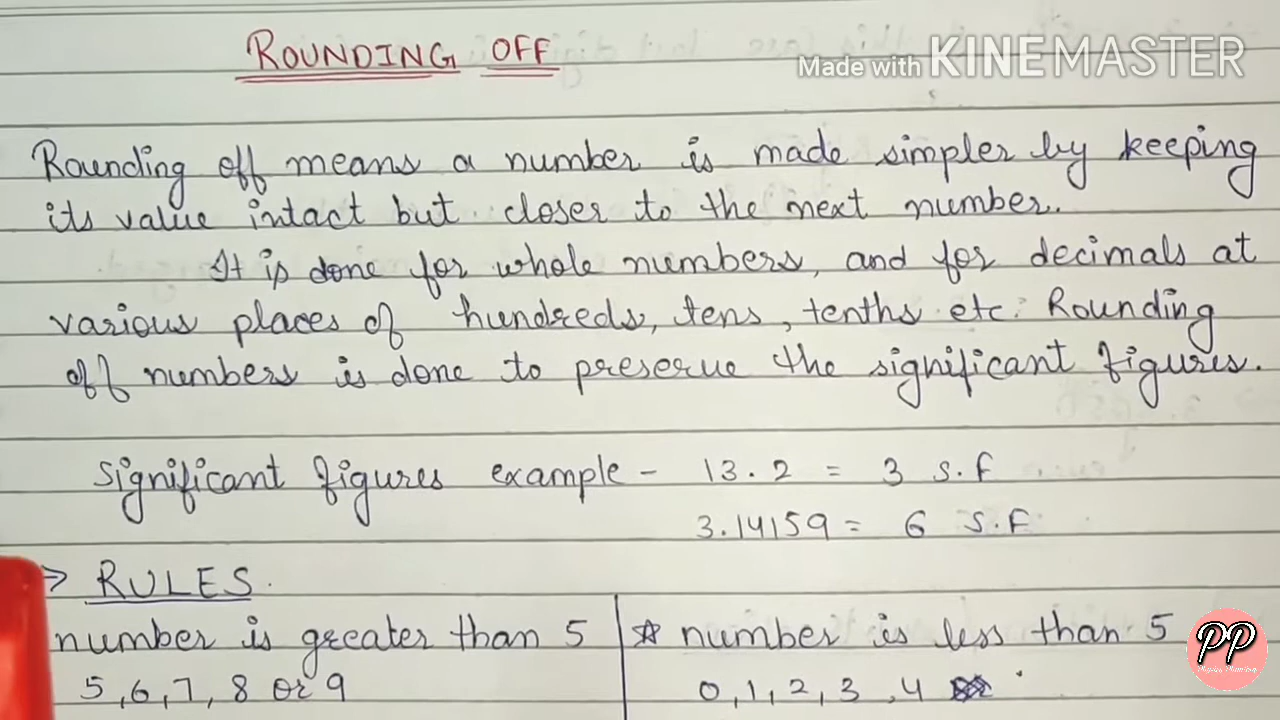 ROUNDING OFF
Made with KINEMASTER
Rounding off means a number is made simpler by keeping
its value intact but closer to the next number.
It is done for whole numbers, and for decimals at
various places of hundreds, tens, tenths etc. Rounding
off numbers is done to preserve the significant figures.
Significant figures example - 13.2 = 3 S.F
3.14159 = 6 S.F
⇒ RULES.
number is greater than 5
5, 6, 7, 8 or 9
☆ number is less than 5
0, 1, 2, 3, 4
PP